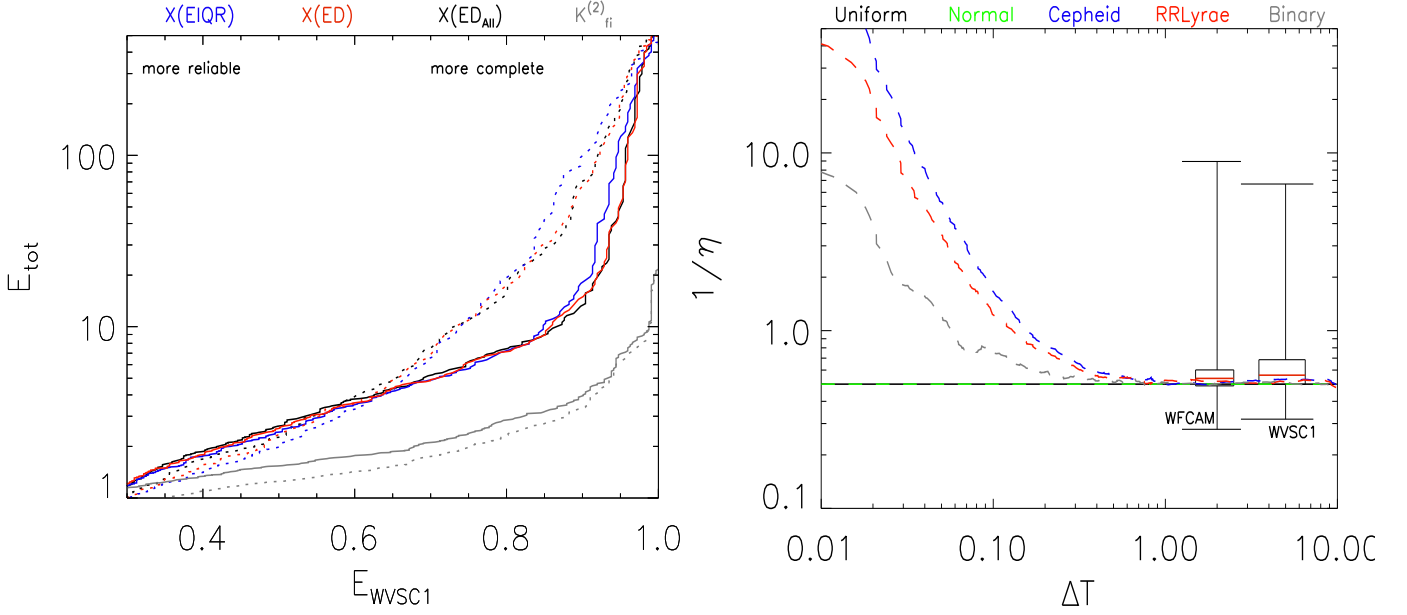 X(EIQR) X(ED) X(ED_All) K^(2)_fi
more reliable more complete
100
10
1
E_tot
0.4 0.6 0.8 1.0
E_WVSC1
Uniform Normal Cepheid RRLyrae Binary
10.0
1.0
0.1
1/η
WFCAM
WVSC1
0.01 0.10 1.00 10.00
ΔT